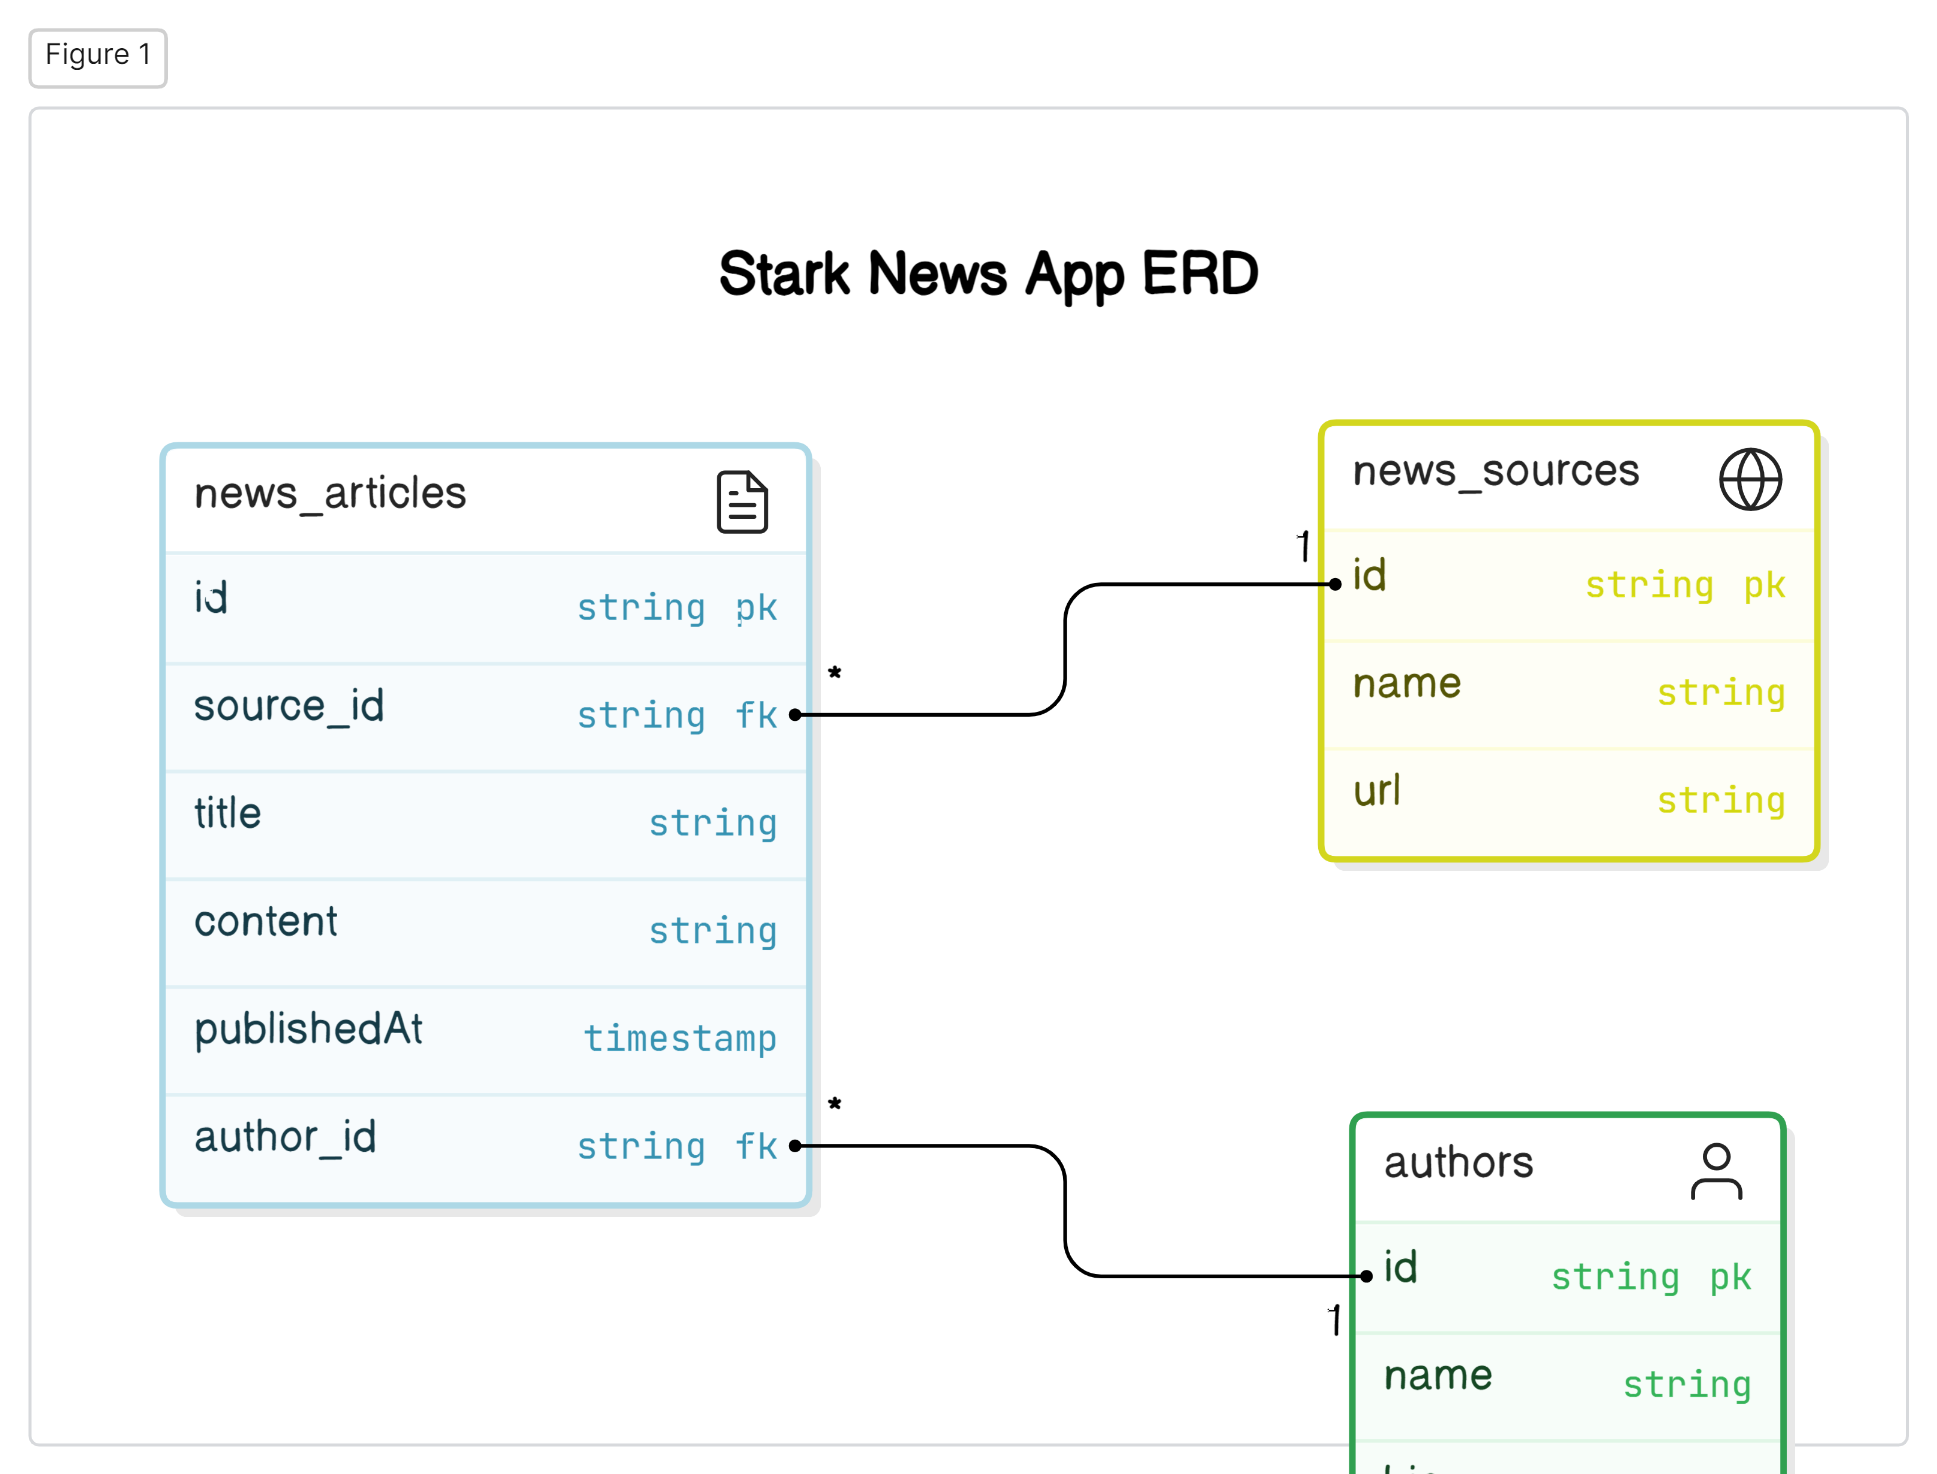 Figure 1
Stark News App ERD
news_articles
id string pk
source_id string fk
title string
content string
publishedAt timestamp
author_id string fk
*
*
1
1
news_sources
id string pk
name string
url string
authors
id string pk
name string